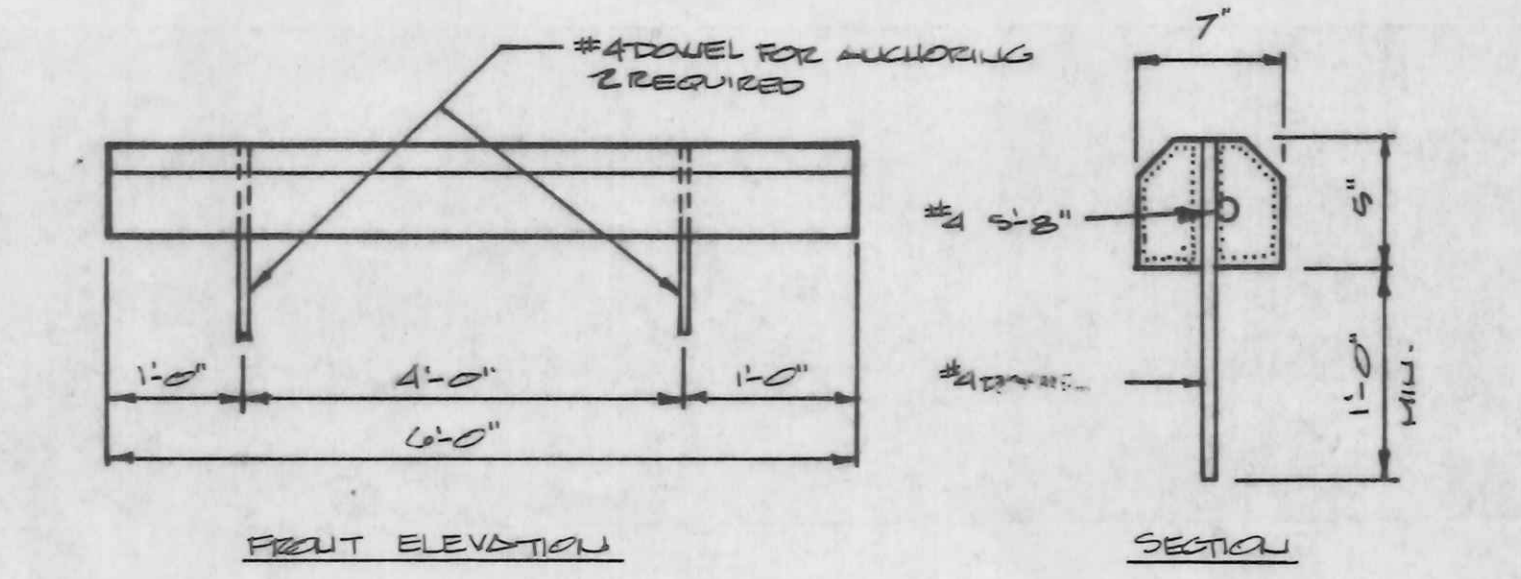 #4 DOWEL FOR ANCHORING
2 REQUIRED
1'-0"
4'-0"
1'-0"
6'-0"
FRONT ELEVATION
7"
#4 5'-8"
5"
#4
1'-0"
MIN.
SECTION